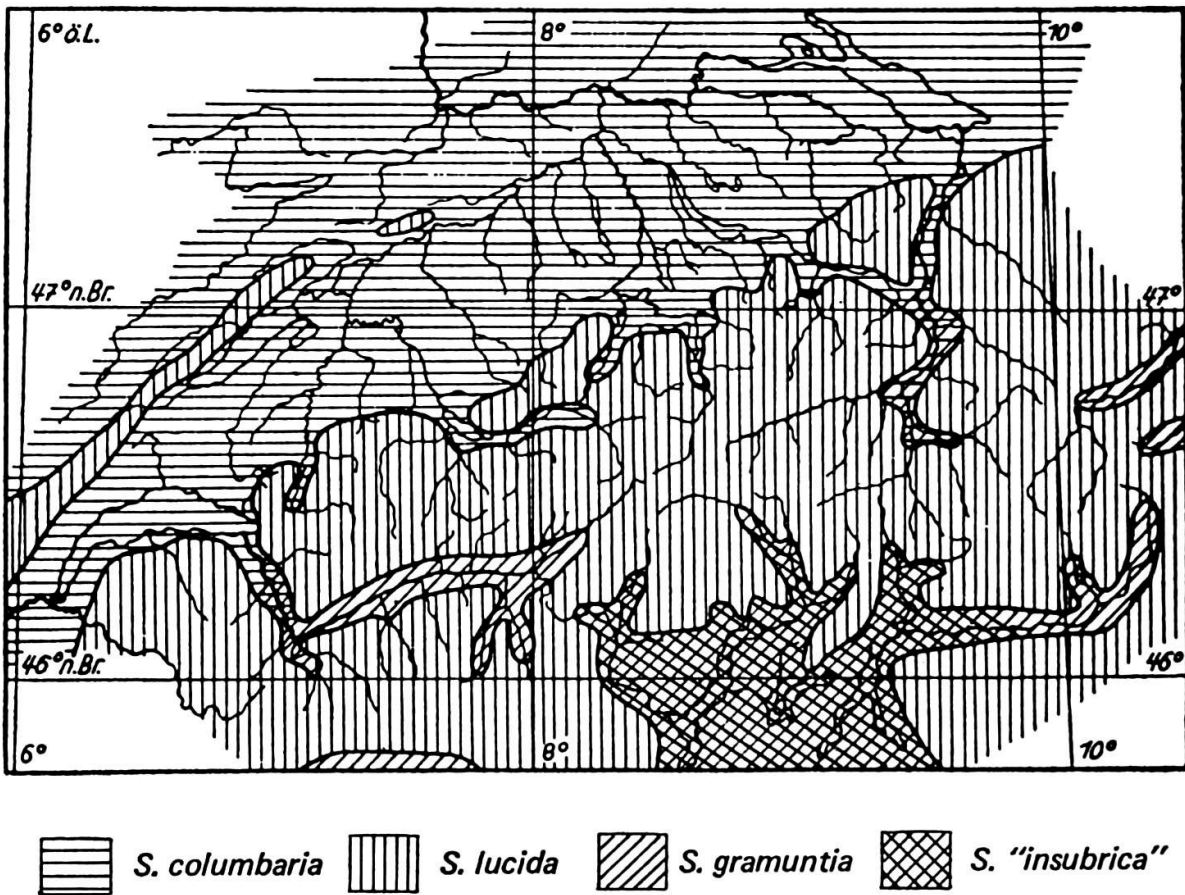 6° ö.L. 8° 10°
47° n.Br. 47°
46° n.Br. 46°
6° 8° 10°
S. columbaria S. lucida S. gramuntia S. "insubrica"